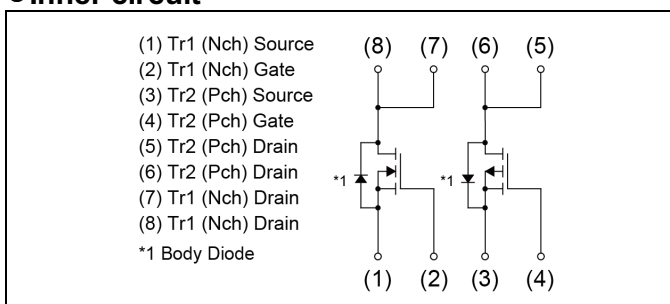 Inner circuit
(1) Tr1 (Nch) Source
(2) Tr1 (Nch) Gate
(3) Tr2 (Pch) Source
(4) Tr2 (Pch) Gate
(5) Tr2 (Pch) Drain
(6) Tr2 (Pch) Drain
(7) Tr1 (Nch) Drain
(8) Tr1 (Nch) Drain
*1 Body Diode
(8) (7) (6) (5)
*1 *1
(1) (2) (3) (4)